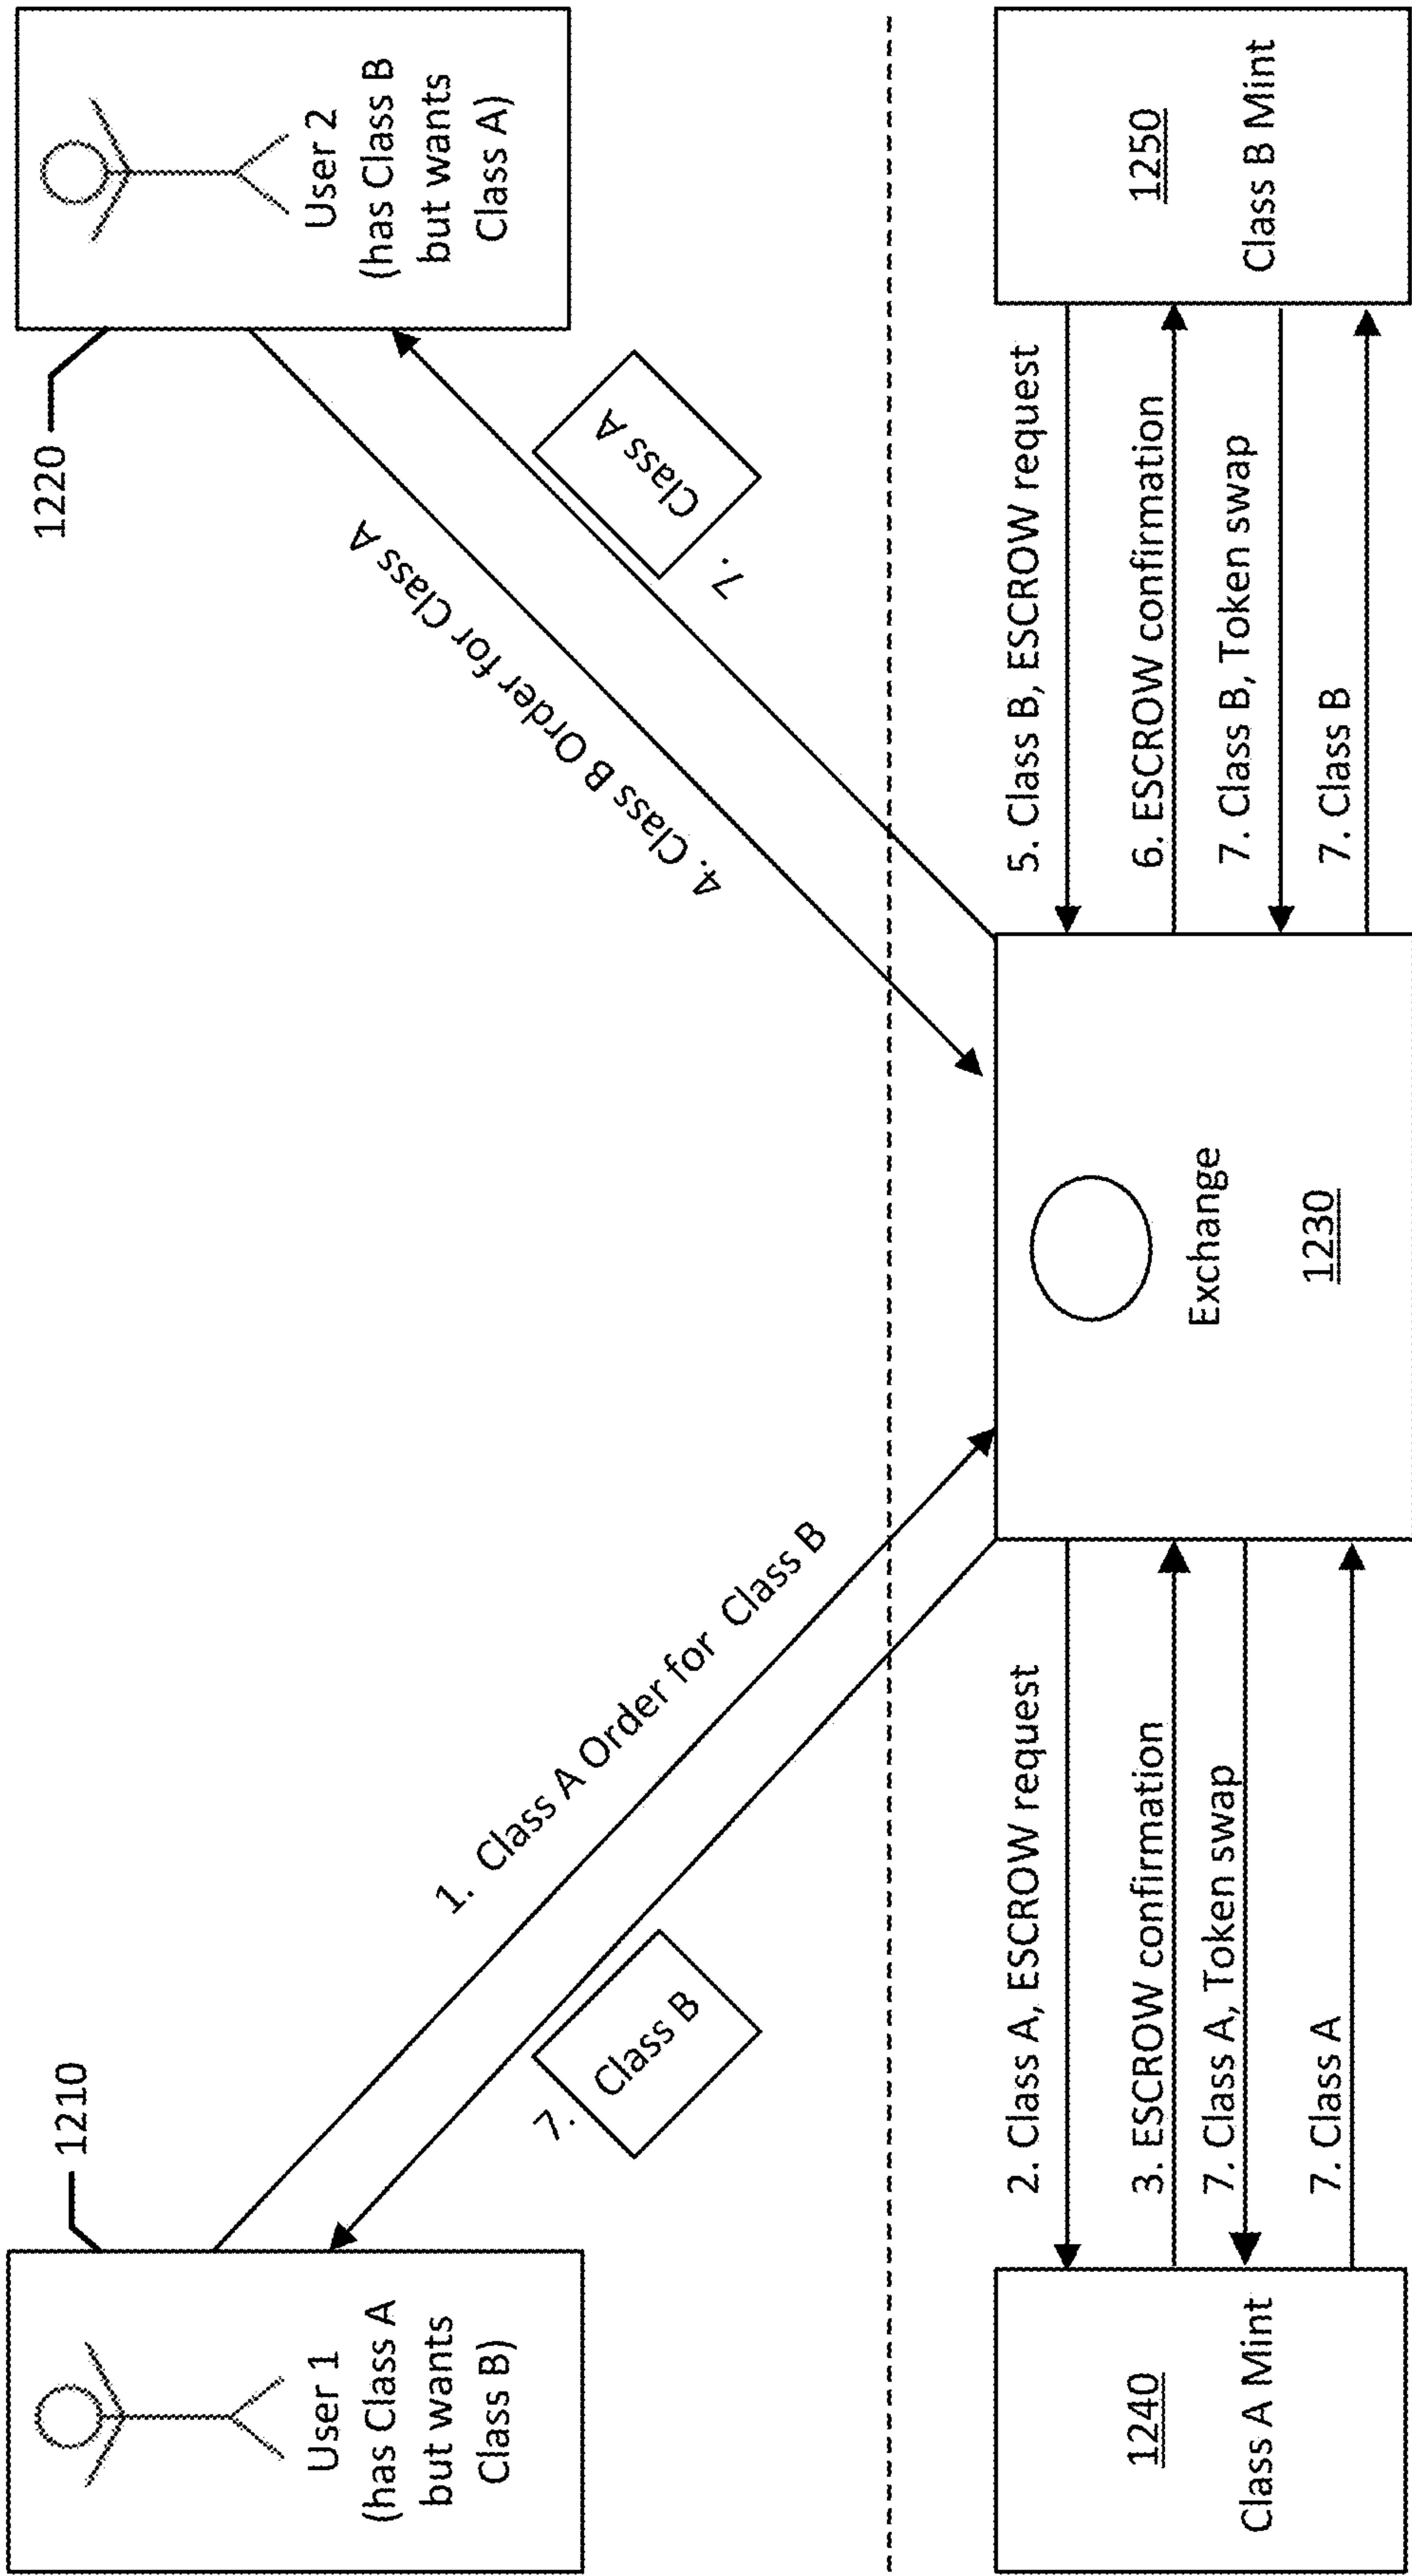 1210
User 1
(has Class A
but wants
Class B)
1220
User 2
(has Class B
but wants
Class A)
1. Class A Order for Class B
7.
Class B
4. Class B Order for Class A
7.
Class A
1240
Class A Mint
2. Class A, ESCROW request
3. ESCROW confirmation
7. Class A, Token swap
7. Class A
Exchange
1230
5. Class B, ESCROW request
6. ESCROW confirmation
7. Class B, Token swap
7. Class B
1250
Class B Mint